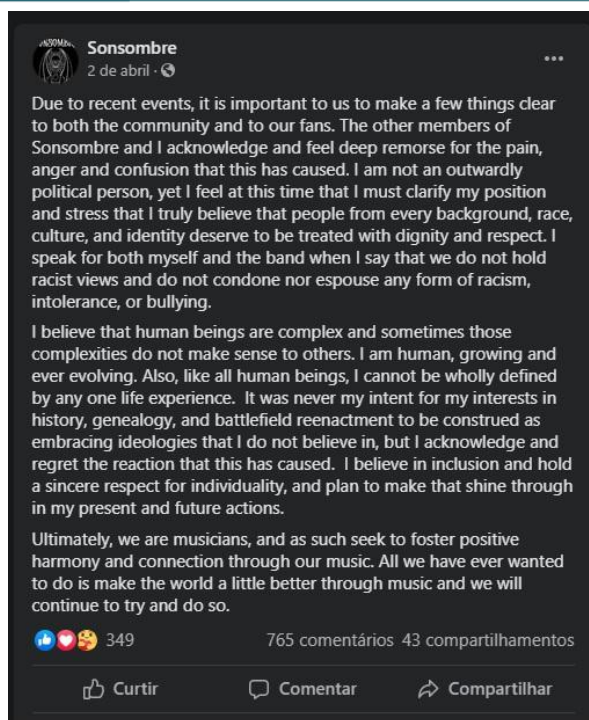 Sonsombre
2 de abril ·
Due to recent events, it is important to us to make a few things clear
to both the community and to our fans. The other members of
Sonsombre and I acknowledge and feel deep remorse for the pain,
anger and confusion that this has caused. I am not an outwardly
political person, yet I feel at this time that I must clarify my position
and stress that I truly believe that people from every background, race,
culture, and identity deserve to be treated with dignity and respect. I
speak for both myself and the band when I say that we do not hold
racist views and do not condone nor espouse any form of racism,
intolerance, or bullying.
I believe that human beings are complex and sometimes those
complexities do not make sense to others. I am human, growing and
ever evolving. Also, like all human beings, I cannot be wholly defined
by any one life experience. It was never my intent for my interests in
history, genealogy, and battlefield reenactment to be construed as
embracing ideologies that I do not believe in, but I acknowledge and
regret the reaction that this has caused. I believe in inclusion and hold
a sincere respect for individuality, and plan to make that shine through
in my present and future actions.
Ultimately, we are musicians, and as such seek to foster positive
harmony and connection through our music. All we have ever wanted
to do is make the world a little better through music and we will
continue to try and do so.
349 765 comentários 43 compartilhamentos
Curtir Comentar Compartilhar